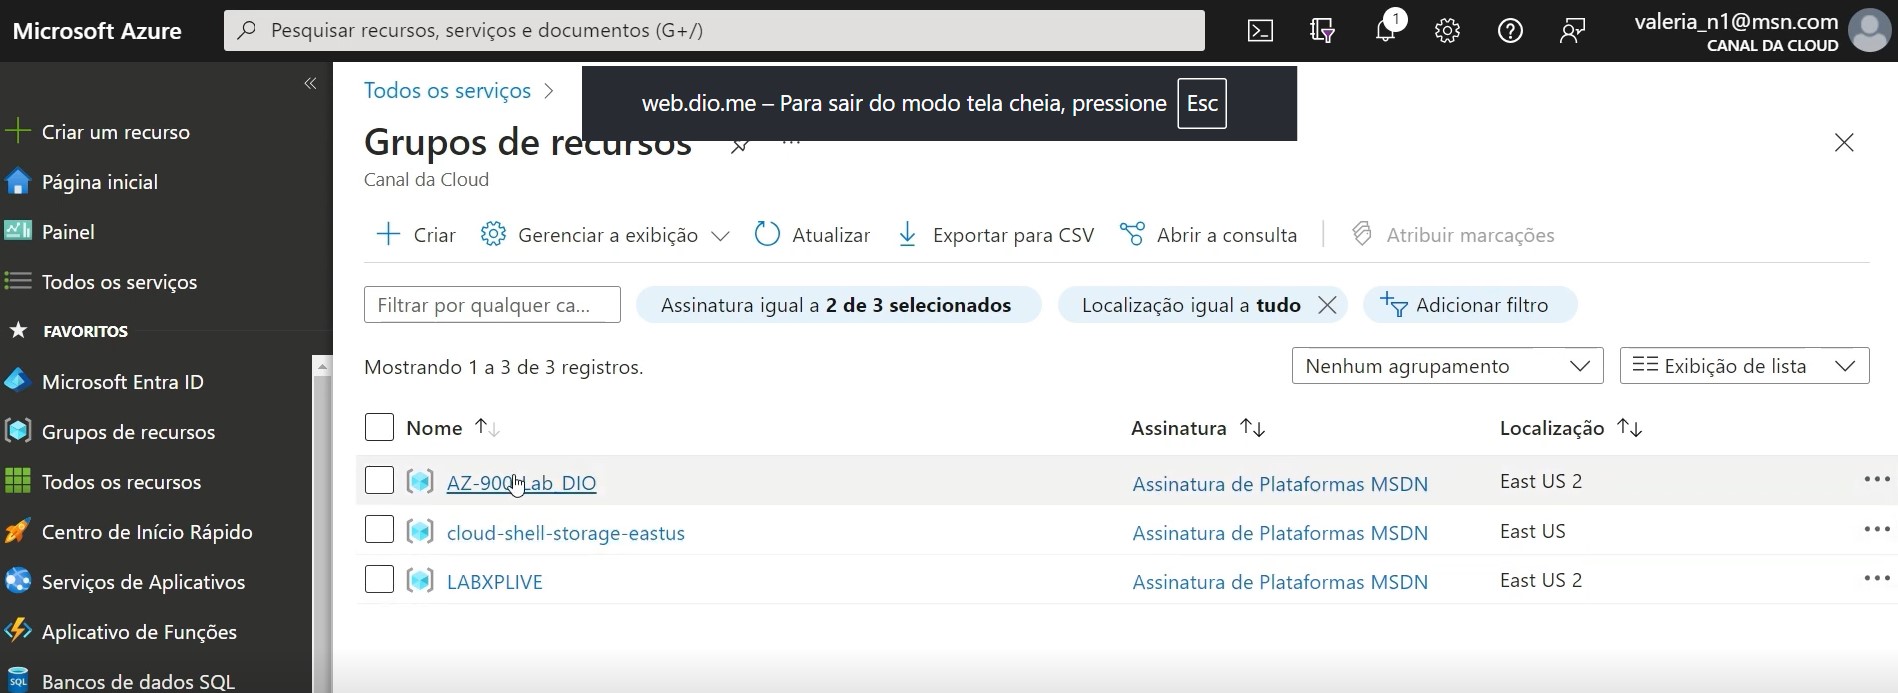 Microsoft Azure
Pesquisar recursos, serviços e documentos (G+/)
1
valeria_n1@msn.com
CANAL DA CLOUD
«
Criar um recurso
Página inicial
Painel
Todos os serviços
FAVORITOS
Microsoft Entra ID
Grupos de recursos
Todos os recursos
Centro de Início Rápido
Serviços de Aplicativos
Aplicativo de Funções
SQL
Bancos de dados SQL
Todos os serviços >
web.dio.me – Para sair do modo tela cheia, pressione Esc
Grupos de recursos ...
Canal da Cloud
Criar
Gerenciar a exibição
Atualizar
Exportar para CSV
Abrir a consulta
Atribuir marcações
Filtrar por qualquer ca...
Assinatura igual a 2 de 3 selecionados
Localização igual a tudo
Adicionar filtro
Mostrando 1 a 3 de 3 registros.
Nenhum agrupamento
Exibição de lista
Nome ↑↓ Assinatura ↑↓ Localização ↑↓
AZ-900-Lab_DIO Assinatura de Plataformas MSDN East US 2 ...
cloud-shell-storage-eastus Assinatura de Plataformas MSDN East US ...
LABXPLIVE Assinatura de Plataformas MSDN East US 2 ...